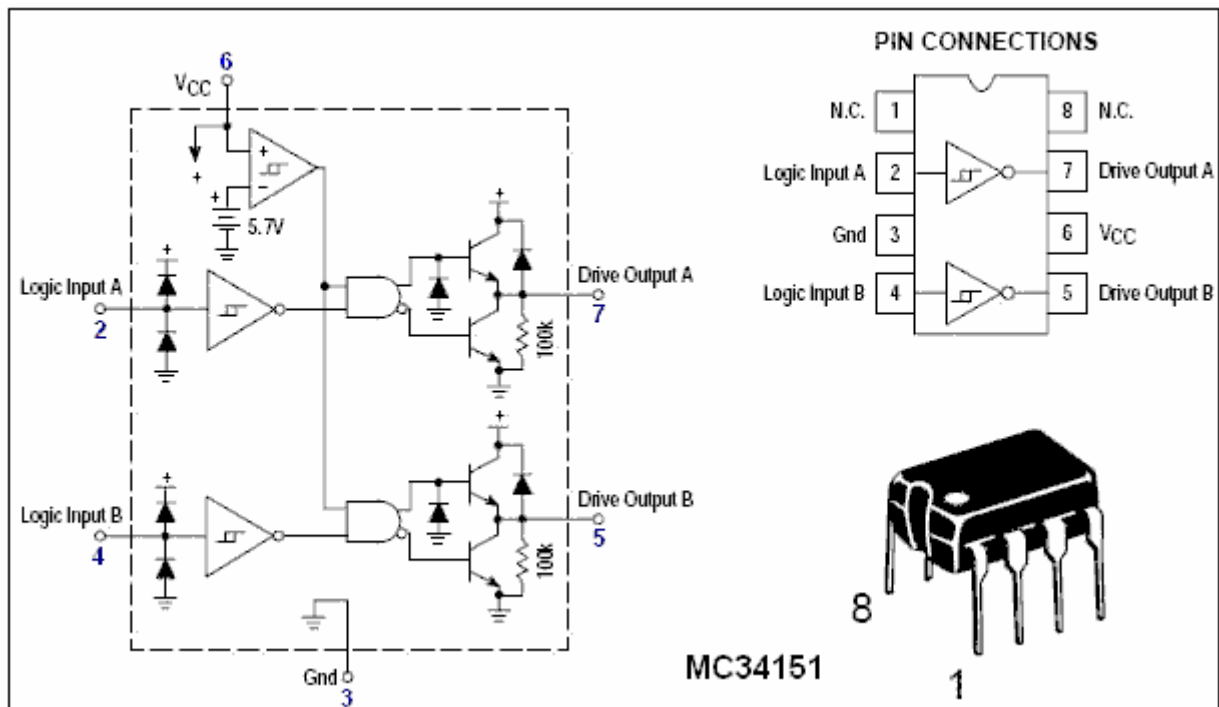 6
VCC
+
+
−
+
5.7V
+
Logic Input A
2
+
Drive Output A
7
100k
+
Logic Input B
4
+
Drive Output B
5
100k
Gnd
3
PIN CONNECTIONS
N.C. 1 8 N.C.
Logic Input A 2 7 Drive Output A
Gnd 3 6 VCC
Logic Input B 4 5 Drive Output B
8
MC34151
1